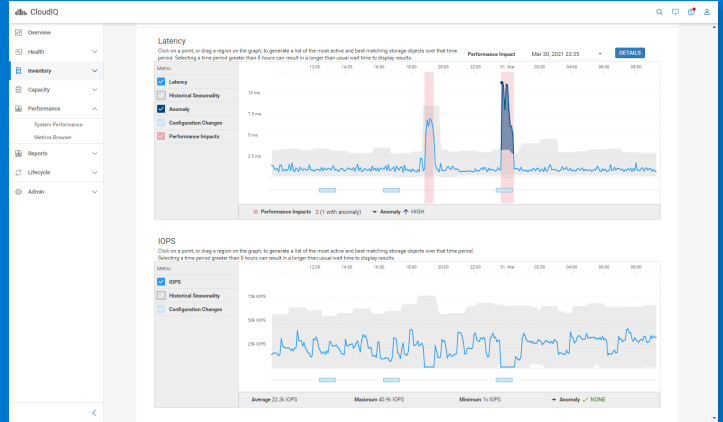 CloudIQ
Overview
Health
Inventory
Capacity
Performance
System Performance
Metrics Browser
Reports
Lifecycle
Admin
Latency
Click on a point, or drag a region on the graph, to generate a list of the most active and best matching storage objects over that time
period. Selecting a time period greater than 8 hours can result in a longer than usual wait time to display results.
Performance Impact Mar 30, 2021 23:35 DETAILS
Metric 12:00 14:00 16:00 18:00 20:00 22:00 31. Mar 02:00 04:00 06:00 08:00
Latency
Historical Seasonality
Anomaly
Configuration Changes
Performance Impacts
10 ms
7.5 ms
5 ms
2.5 ms
Performance Impacts 2 (1 with anomaly) Anomaly HIGH
IOPS
Click on a point, or drag a region on the graph, to generate a list of the most active and best matching storage objects over that time period.
Selecting a time period greater than 8 hours can result in a longer than usual wait time to display results.
Metric 12:00 14:00 16:00 18:00 20:00 22:00 31. Mar 02:00 04:00 06:00 08:00
IOPS
Historical Seasonality
Configuration Changes
75k IOPS
50k IOPS
25k IOPS
Average 22.3k IOPS Maximum 40.9k IOPS Minimum 1k IOPS Anomaly NONE